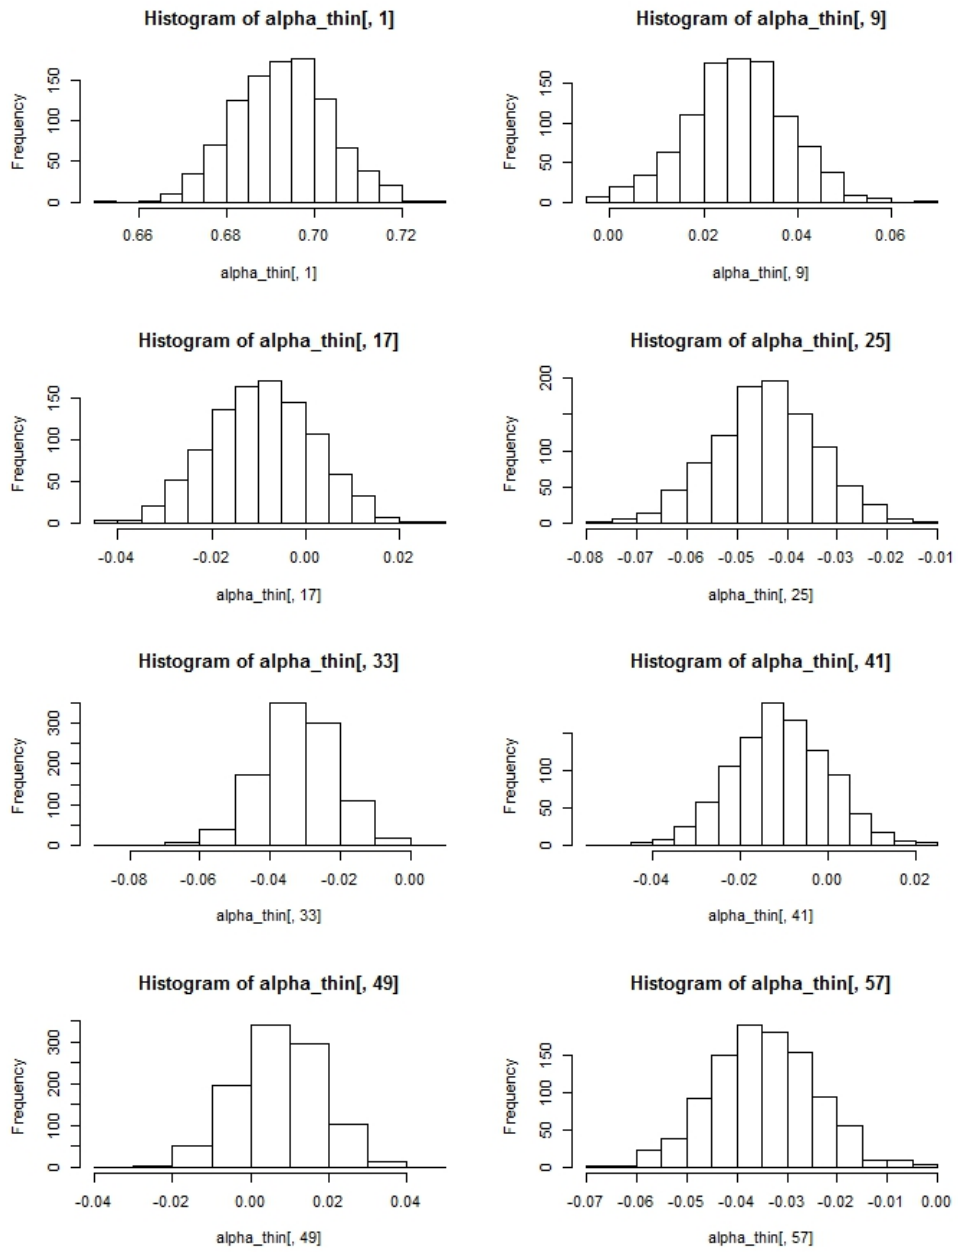 Histogram of alpha_thin[, 1]
Frequency
0 50 100 150
0.66 0.68 0.70 0.72
alpha_thin[, 1]
Histogram of alpha_thin[, 9]
Frequency
0 50 100 150
0.00 0.02 0.04 0.06
alpha_thin[, 9]
Histogram of alpha_thin[, 17]
Frequency
0 50 100 150
-0.04 -0.02 0.00 0.02
alpha_thin[, 17]
Histogram of alpha_thin[, 25]
Frequency
0 50 100 200
-0.08 -0.07 -0.06 -0.05 -0.04 -0.03 -0.02 -0.01
alpha_thin[, 25]
Histogram of alpha_thin[, 33]
Frequency
0 100 200 300
-0.08 -0.06 -0.04 -0.02 0.00
alpha_thin[, 33]
Histogram of alpha_thin[, 41]
Frequency
0 50 100
-0.04 -0.02 0.00 0.02
alpha_thin[, 41]
Histogram of alpha_thin[, 49]
Frequency
0 100 200 300
-0.04 -0.02 0.00 0.02 0.04
alpha_thin[, 49]
Histogram of alpha_thin[, 57]
Frequency
0 50 100 150
-0.07 -0.06 -0.05 -0.04 -0.03 -0.02 -0.01 0.00
alpha_thin[, 57]